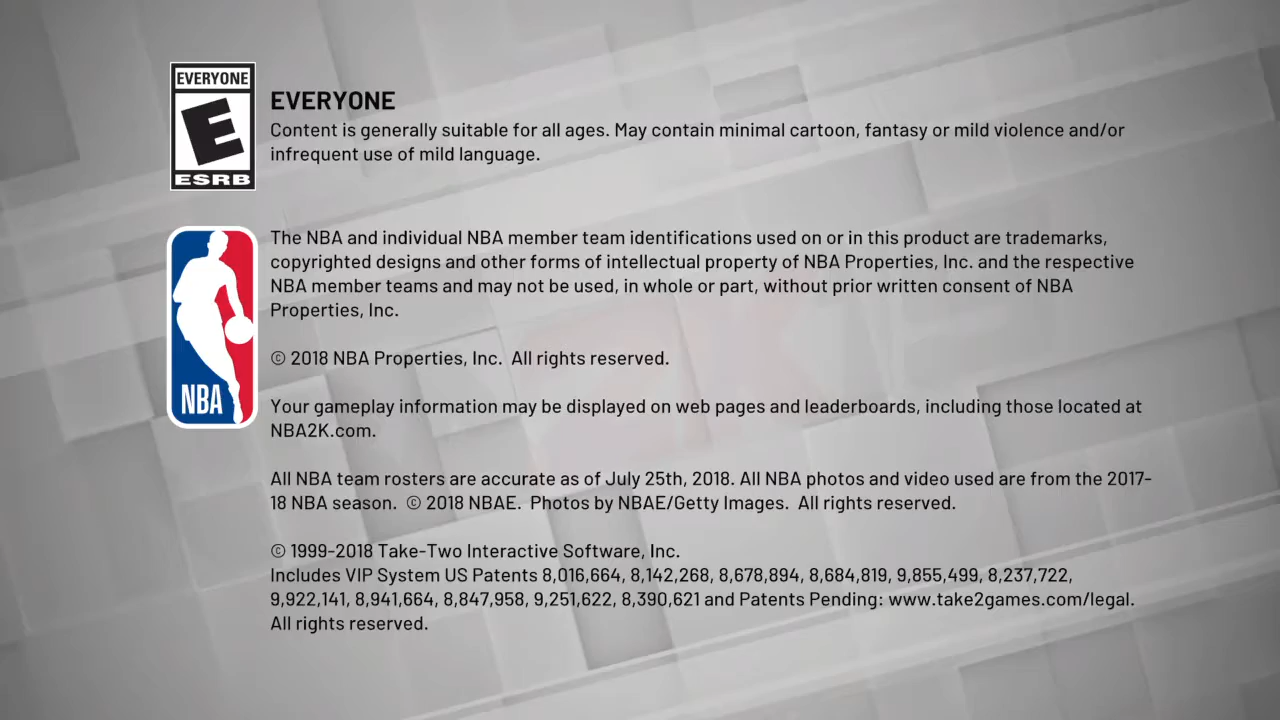 EVERYONE
E
ESRB
EVERYONE
Content is generally suitable for all ages. May contain minimal cartoon, fantasy or mild violence and/or
infrequent use of mild language.
The NBA and individual NBA member team identifications used on or in this product are trademarks,
copyrighted designs and other forms of intellectual property of NBA Properties, Inc. and the respective
NBA member teams and may not be used, in whole or part, without prior written consent of NBA
Properties, Inc.
NBA
© 2018 NBA Properties, Inc.  All rights reserved.
Your gameplay information may be displayed on web pages and leaderboards, including those located at
NBA2K.com.
All NBA team rosters are accurate as of July 25th, 2018. All NBA photos and video used are from the 2017-
18 NBA season.  © 2018 NBAE.  Photos by NBAE/Getty Images.  All rights reserved.
© 1999-2018 Take-Two Interactive Software, Inc.
Includes VIP System US Patents 8,016,664, 8,142,268, 8,678,894, 8,684,819, 9,855,499, 8,237,722,
9,922,141, 8,941,664, 8,847,958, 9,251,622, 8,390,621 and Patents Pending: www.take2games.com/legal.
All rights reserved.